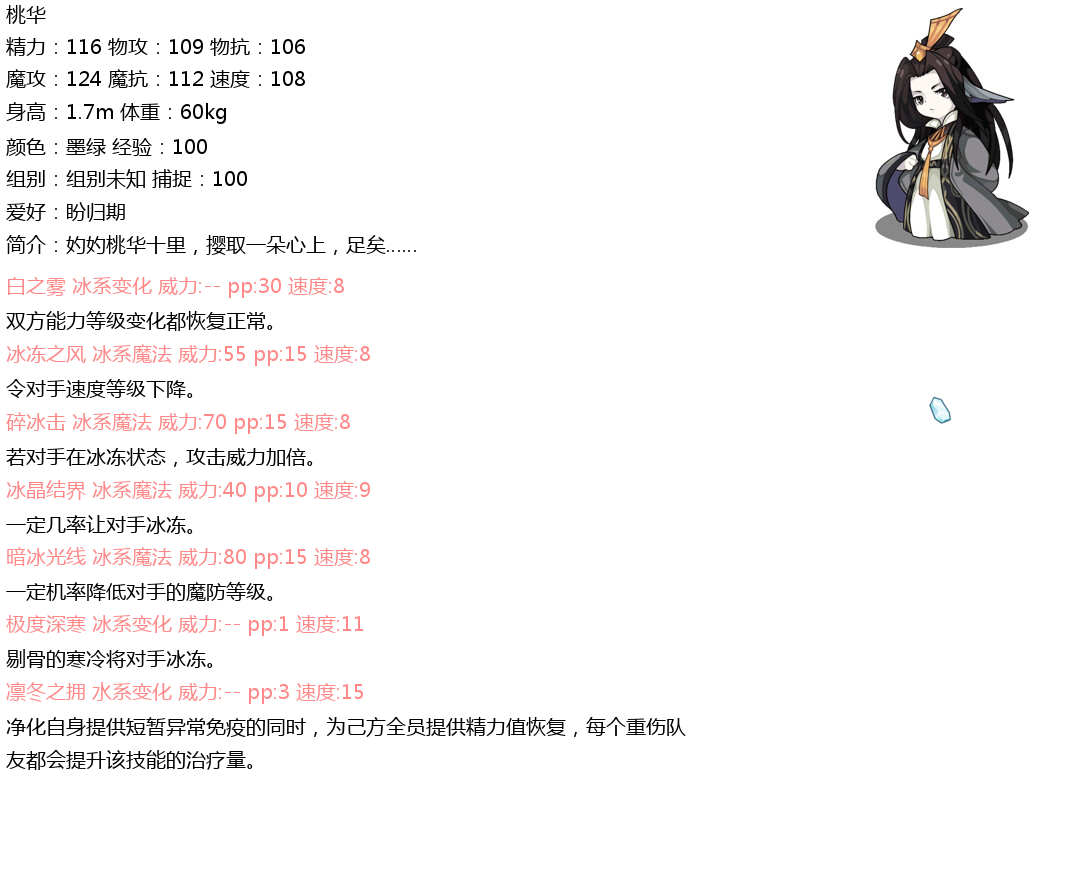 桃华
精力：116 物攻：109 物抗：106
魔攻：124 魔抗：112 速度：108
身高：1.7m 体重：60kg
颜色：墨绿 经验：100
组别：组别未知 捕捉：100
爱好：盼归期
简介：妁妁桃华十里，撄取一朵心上，足矣......
白之雾 冰系变化 威力:-- pp:30 速度:8
双方能力等级变化都恢复正常。
冰冻之风 冰系魔法 威力:55 pp:15 速度:8
令对手速度等级下降。
碎冰击 冰系魔法 威力:70 pp:15 速度:8
若对手在冰冻状态，攻击威力加倍。
冰晶结界 冰系魔法 威力:40 pp:10 速度:9
一定几率让对手冰冻。
暗冰光线 冰系魔法 威力:80 pp:15 速度:8
一定机率降低对手的魔防等级。
极度深寒 冰系变化 威力:-- pp:1 速度:11
剔骨的寒冷将对手冰冻。
凛冬之拥 水系变化 威力:-- pp:3 速度:15
净化自身提供短暂异常免疫的同时，为己方全员提供精力值恢复，每个重伤队
友都会提升该技能的治疗量。